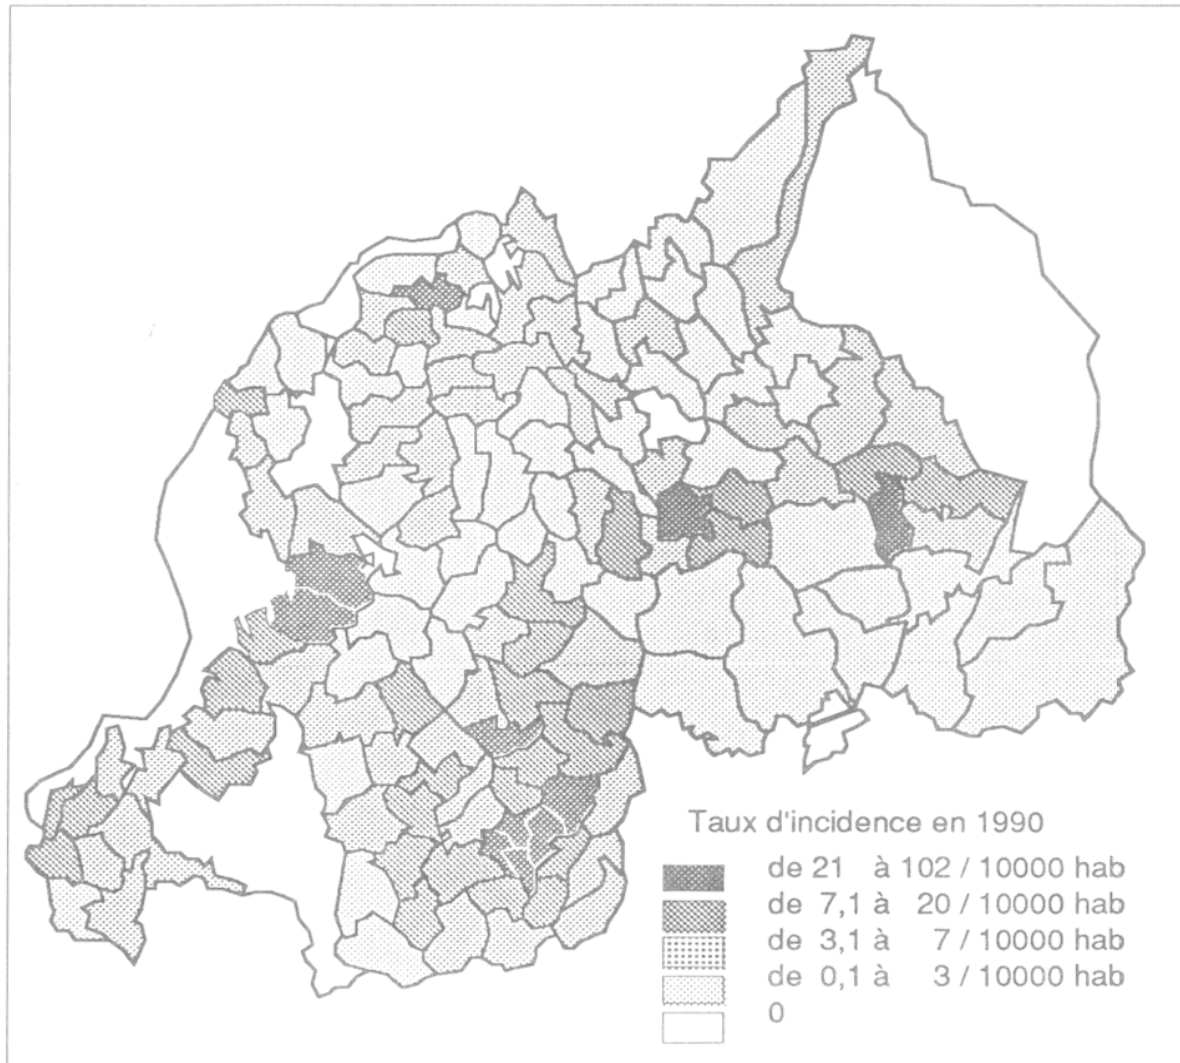 Taux d'incidence en 1990
de 21 à 102 / 10000 hab
de 7,1 à 20 / 10000 hab
de 3,1 à 7 / 10000 hab
de 0,1 à 3 / 10000 hab
0